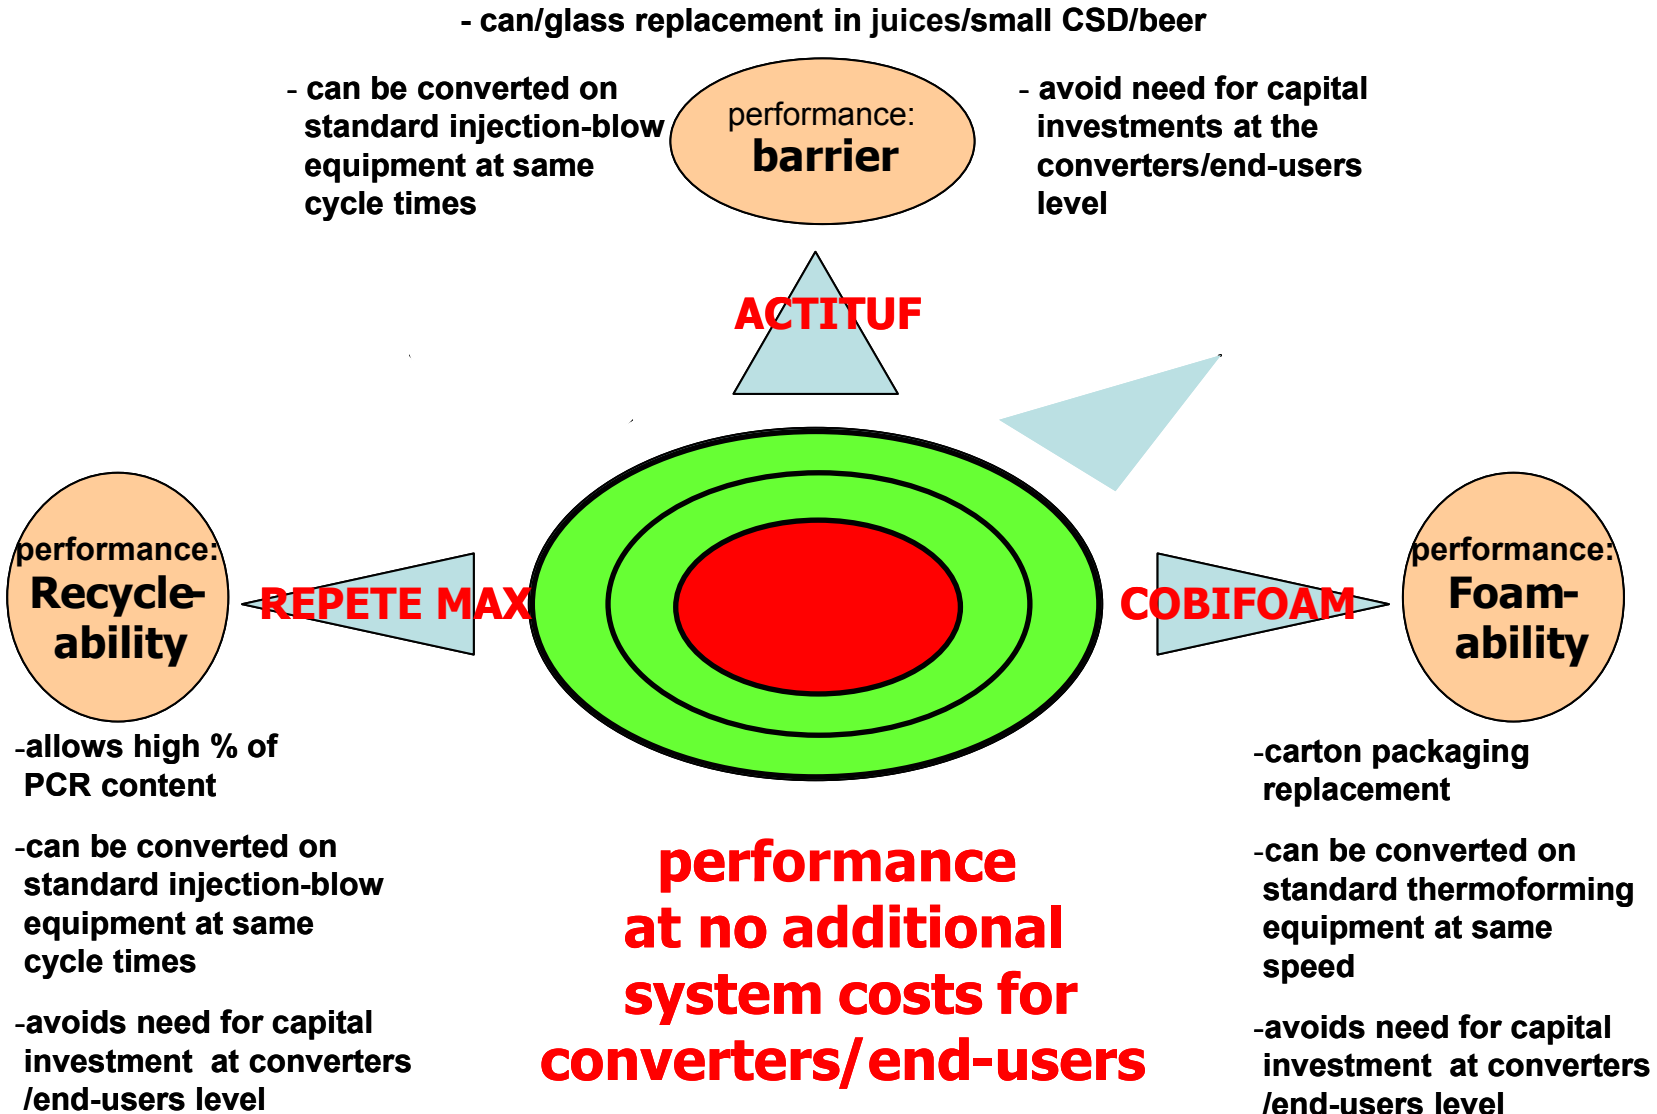 - can/glass replacement in juices/small CSD/beer
- can be converted on
standard injection-blow
equipment at same
cycle times
performance:
barrier
- avoid need for capital
investments at the
converters/end-users
level
ACTITUF
performance:
Recycle-
ability
REPETE MAX
COBIFOAM
performance:
Foam-
ability
-allows high % of
PCR content
-can be converted on
standard injection-blow
equipment at same
cycle times
-avoids need for capital
investment at converters
/end-users level
performance
at no additional
system costs for
converters/end-users
-carton packaging
replacement
-can be converted on
standard thermoforming
equipment at same
speed
-avoids need for capital
investment at converters
/end-users level